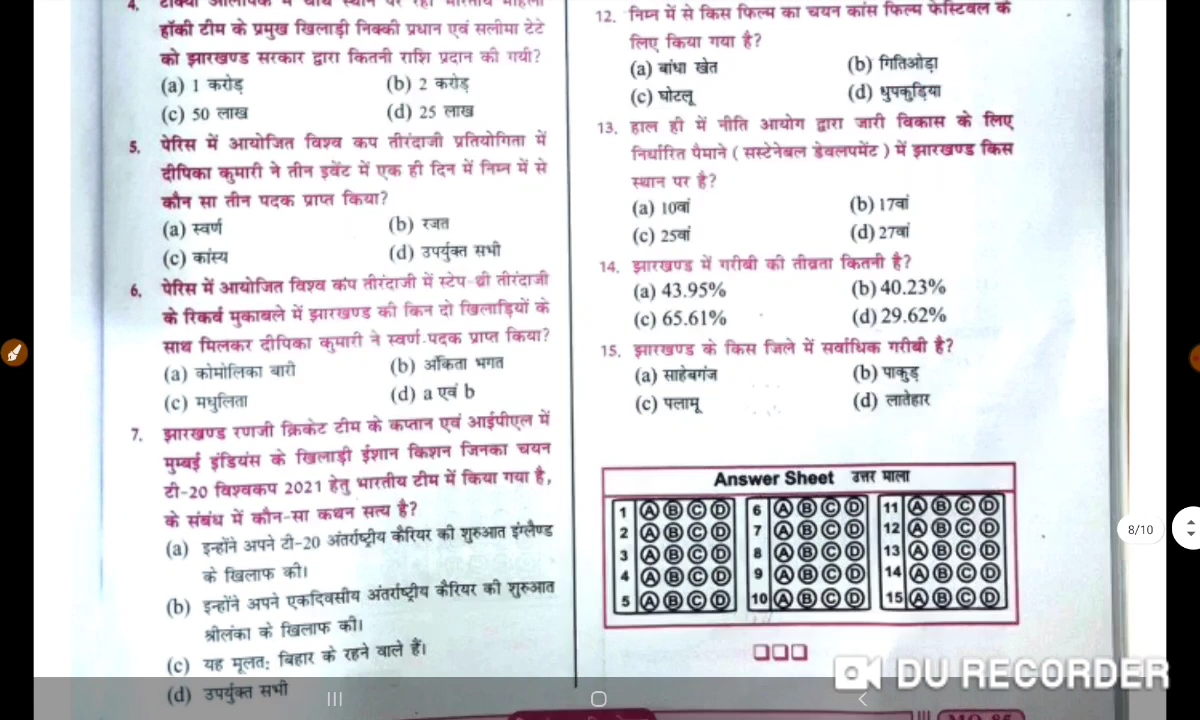 4. टोक्यो ओलंपिक में चौथे स्थान पर रही भारतीय महिला
हॉकी टीम के प्रमुख खिलाड़ी निक्की प्रधान एवं सलीमा टेटे
को झारखण्ड सरकार द्वारा कितनी राशि प्रदान की गयी?
(a) 1 करोड़ (b) 2 करोड़
(c) 50 लाख (d) 25 लाख
5. पेरिस में आयोजित विश्व कप तीरंदाजी प्रतियोगिता में
दीपिका कुमारी ने तीन इवेंट में एक ही दिन में निम्न में से
कौन सा तीन पदक प्राप्त किया?
(a) स्वर्ण (b) रजत
(c) कांस्य (d) उपर्युक्त सभी
6. पेरिस में आयोजित विश्व कप तीरंदाजी में स्टेप-थ्री तीरंदाजी
के रिकर्व मुकाबले में झारखण्ड की किन दो खिलाड़ियों के
साथ मिलकर दीपिका कुमारी ने स्वर्ण-पदक प्राप्त किया?
(a) कोमोलिका बारी (b) अंकिता भगत
(c) मधुलिता (d) a एवं b
7. झारखण्ड रणजी क्रिकेट टीम के कप्तान एवं आईपीएल में
मुम्बई इंडियंस के खिलाड़ी ईशान किशन जिनका चयन
टी-20 विश्वकप 2021 हेतु भारतीय टीम में किया गया है,
के संबंध में कौन-सा कथन सत्य है?
(a) इन्होंने अपने टी-20 अंतर्राष्ट्रीय कैरियर की शुरुआत इंग्लैण्ड
के खिलाफ की।
(b) इन्होंने अपने एकदिवसीय अंतर्राष्ट्रीय कैरियर की शुरुआत
श्रीलंका के खिलाफ की।
(c) यह मूलत: बिहार के रहने वाले हैं।
(d) उपर्युक्त सभी
12. निम्न में से किस फिल्म का चयन कांस फिल्म फेस्टिवल के
लिए किया गया है?
(a) बांधा खेत (b) गितिओड़ा
(c) घोटलू (d) धुपकुड़िया
13. हाल ही में नीति आयोग द्वारा जारी विकास के लिए
निर्धारित पैमाने ( सस्टेनेबल डेवलपमेंट ) में झारखण्ड किस
स्थान पर है?
(a) 10वां (b) 17वां
(c) 25वां (d) 27वां
14. झारखण्ड में गरीबी की तीव्रता कितनी है?
(a) 43.95% (b) 40.23%
(c) 65.61% (d) 29.62%
15. झारखण्ड के किस जिले में सर्वाधिक गरीबी है?
(a) साहेबगंज (b) पाकुड़
(c) पलामू (d) लातेहार
Answer Sheet उत्तर माला
1 A B C D 6 A B C D 11 A B C D
2 A B C D 7 A B C D 12 A B C D
3 A B C D 8 A B C D 13 A B C D
4 A B C D 9 A B C D 14 A B C D
5 A B C D 10 A B C D 15 A B C D
8/10
DU RECORDER